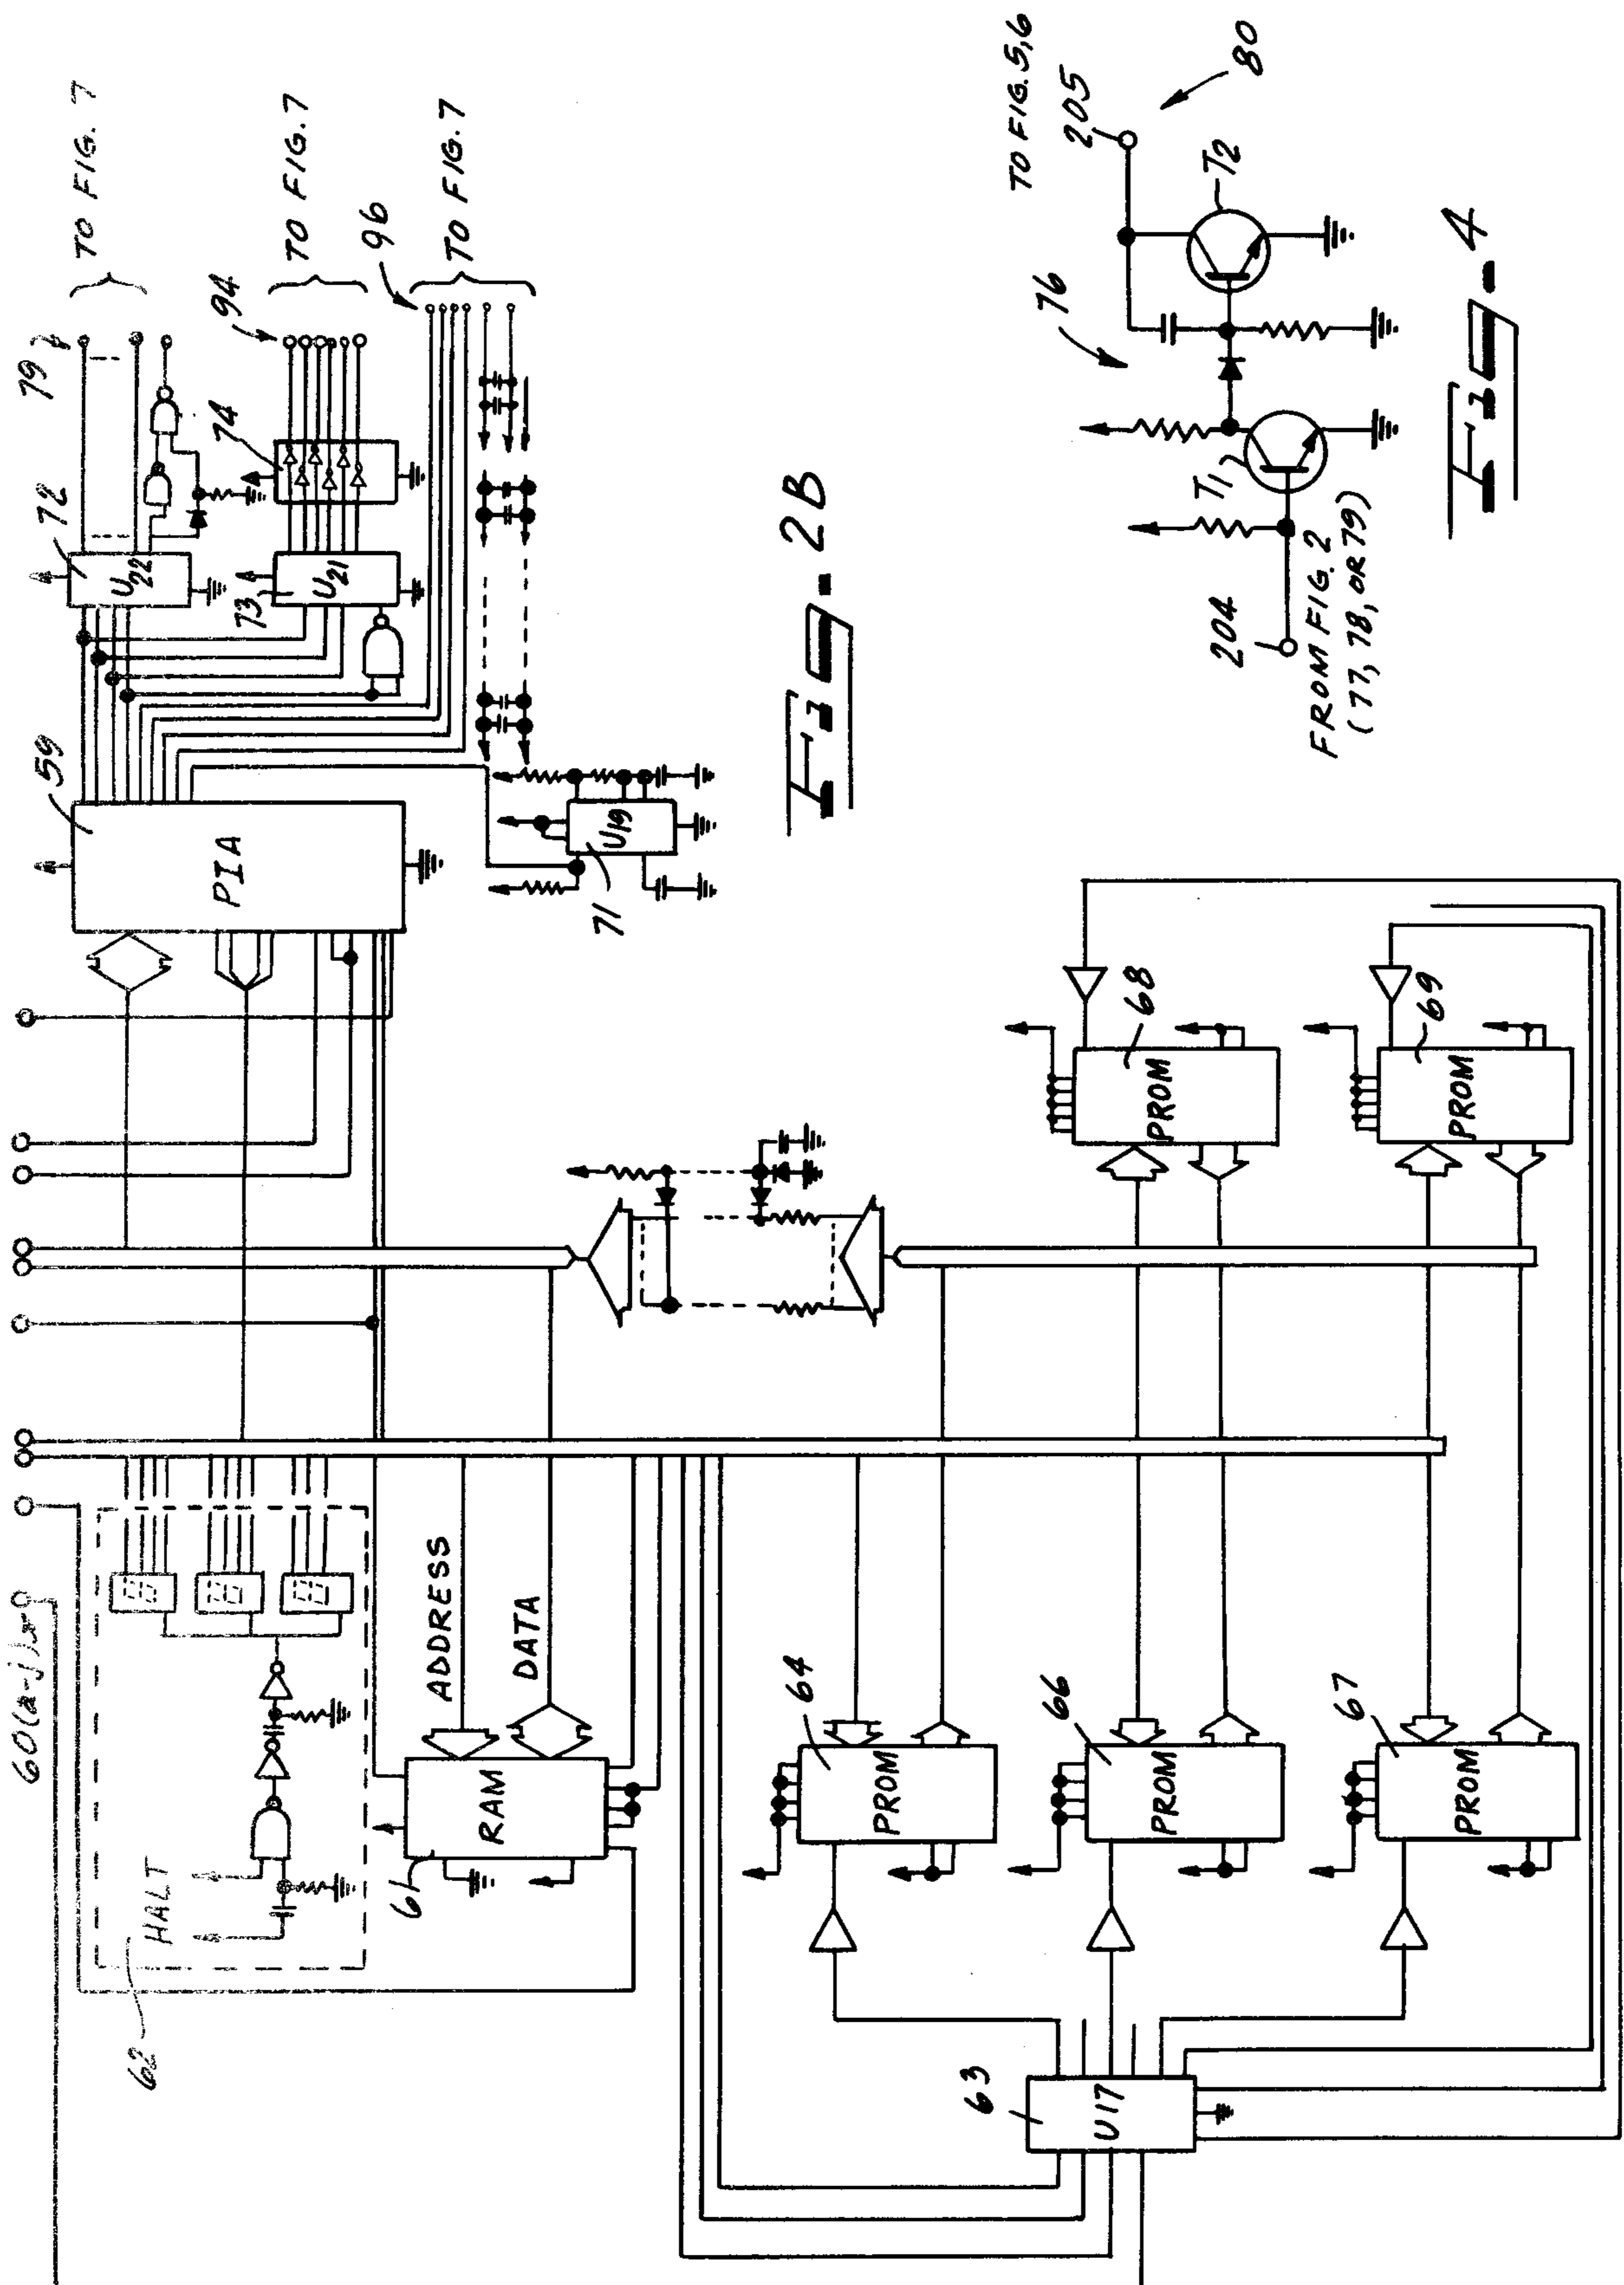 60(a-j)
62
HALT
79
TO FIG. 7
72
U22
74
94
TO FIG. 7
73
U21
96
TO FIG. 7
59
PIA
71
U19
ADDRESS
DATA
61
RAM
64
PROM
66
PROM
67
PROM
68
PROM
69
PROM
63
U17
Fig. 2B
TO FIG. 5,6
205
80
76
T2
T1
204
FROM FIG. 2
(77, 78, OR 79)
Fig. 4